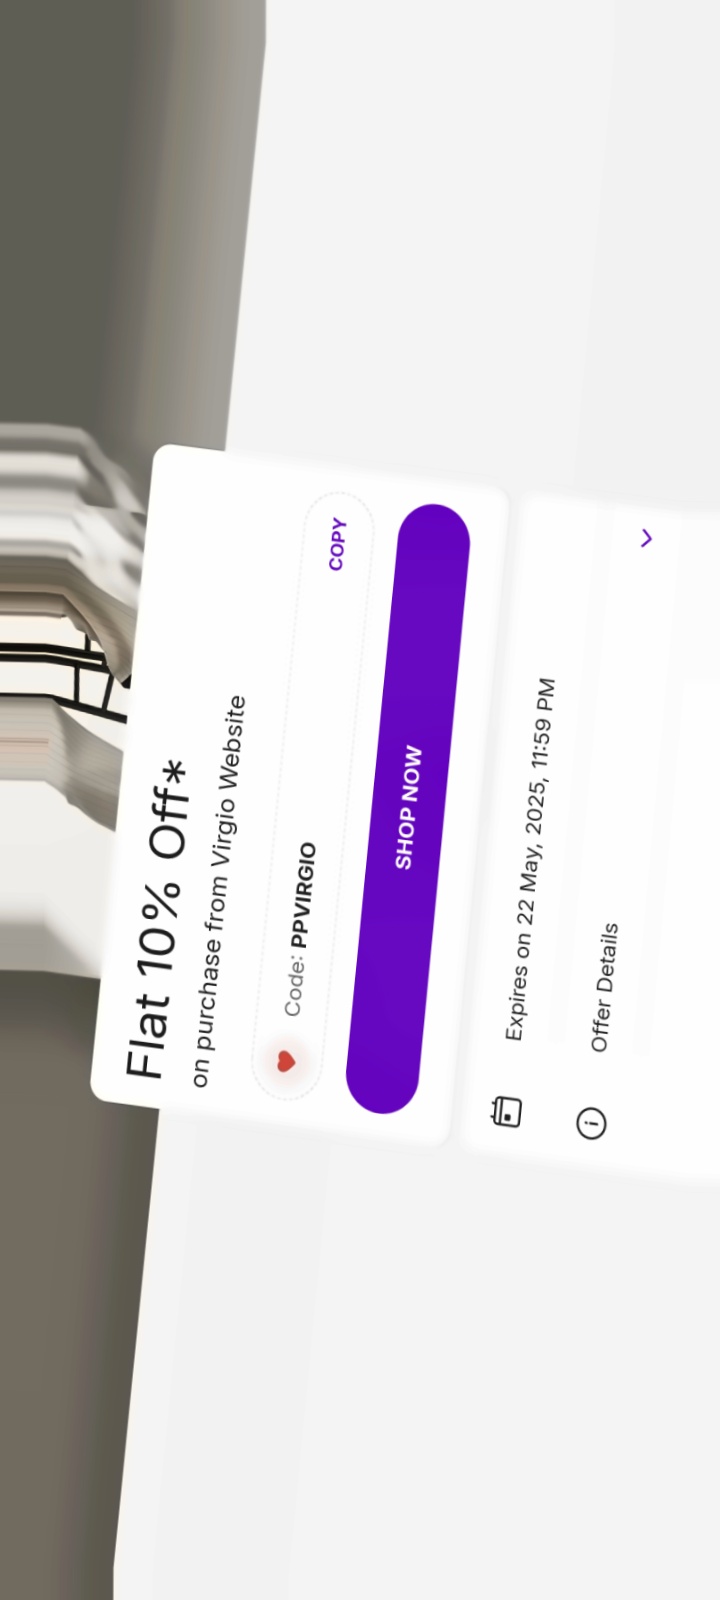 Flat 10% Off*
on purchase from Virgio Website
Code: PPVIRGIO COPY
SHOP NOW
Expires on 22 May, 2025, 11:59 PM
Offer Details